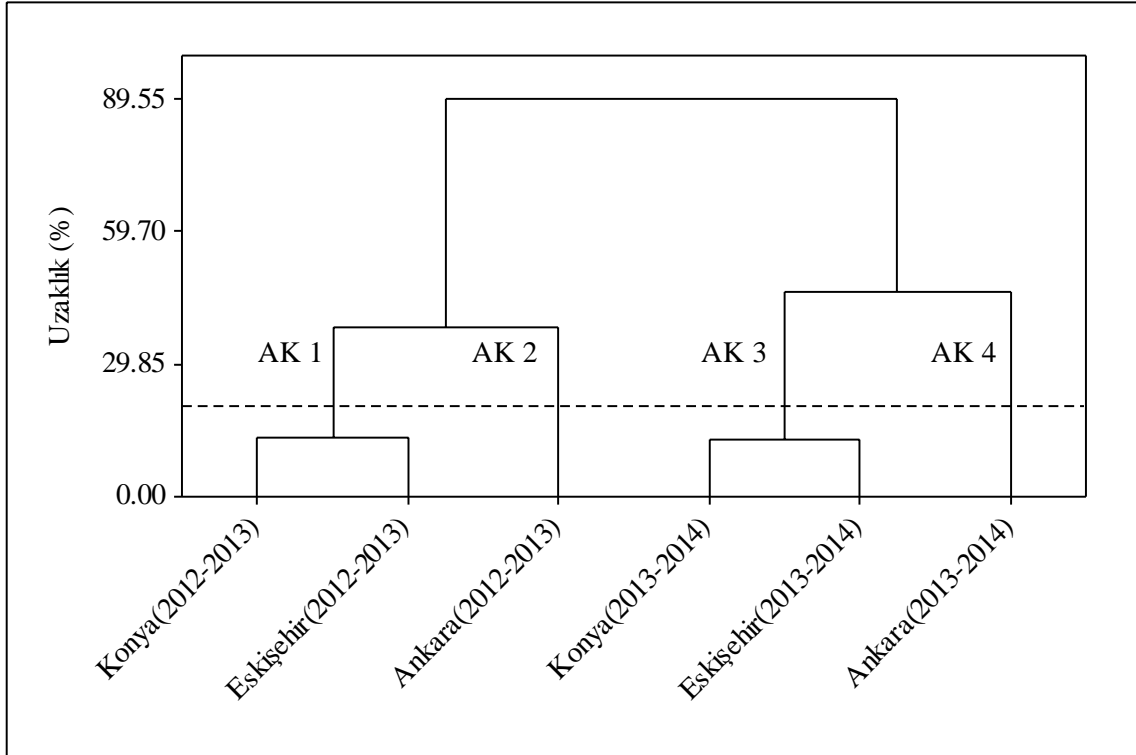 89.55
59.70
29.85
0.00
Uzaklık (%)
AK 1
AK 2
AK 3
AK 4
Konya(2012-2013)
Eskişehir(2012-2013)
Ankara(2012-2013)
Konya(2013-2014)
Eskişehir(2013-2014)
Ankara(2013-2014)